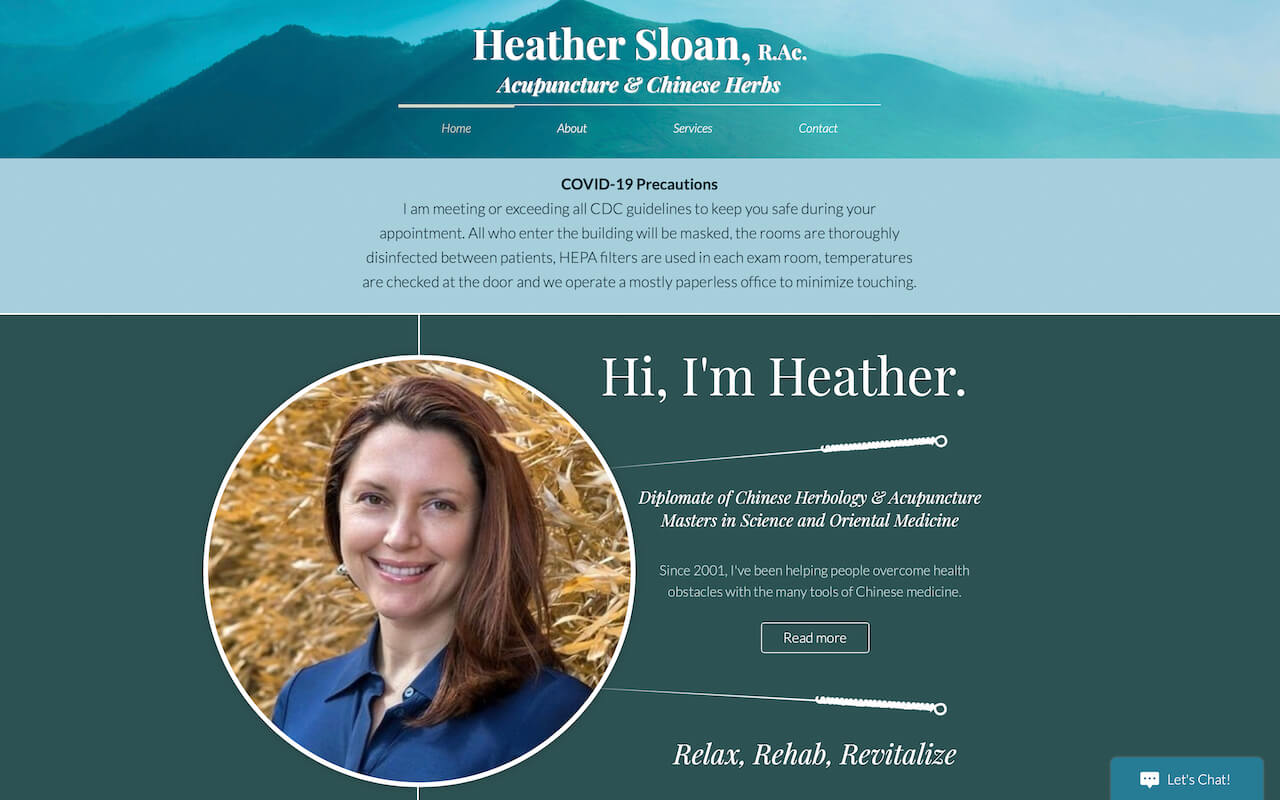 Heather Sloan, R.Ac.
Acupuncture & Chinese Herbs
Home About Services Contact
COVID-19 Precautions
I am meeting or exceeding all CDC guidelines to keep you safe during your
appointment. All who enter the building will be masked, the rooms are thoroughly
disinfected between patients, HEPA filters are used in each exam room, temperatures
are checked at the door and we operate a mostly paperless office to minimize touching.
Hi, I'm Heather.
Diplomate of Chinese Herbology & Acupuncture
Masters in Science and Oriental Medicine
Since 2001, I've been helping people overcome health
obstacles with the many tools of Chinese medicine.
Read more
Relax, Rehab, Revitalize
Let's Chat!